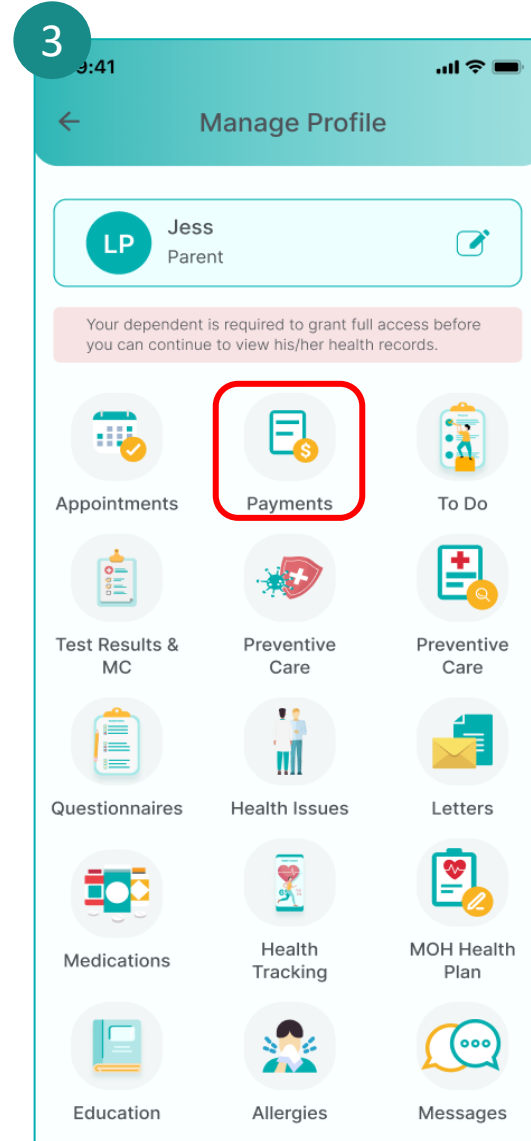 3
9:41
Manage Profile
LP
Jess
Parent
Your dependent is required to grant full access before
you can continue to view his/her health records.
Appointments
Payments
To Do
Test Results &
MC
Preventive
Care
Preventive
Care
Questionnaires
Health Issues
Letters
Medications
Health
Tracking
MOH Health
Plan
Education
Allergies
Messages